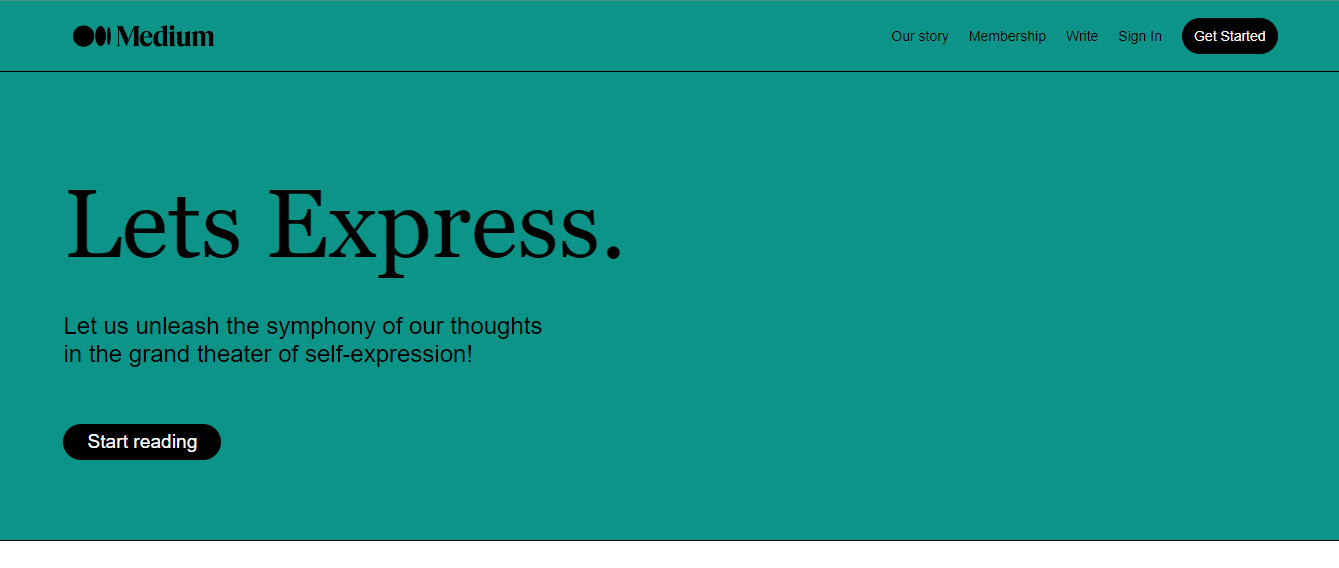 Medium
Our story Membership Write Sign In Get Started
Lets Express.
Let us unleash the symphony of our thoughts
in the grand theater of self-expression!
Start reading